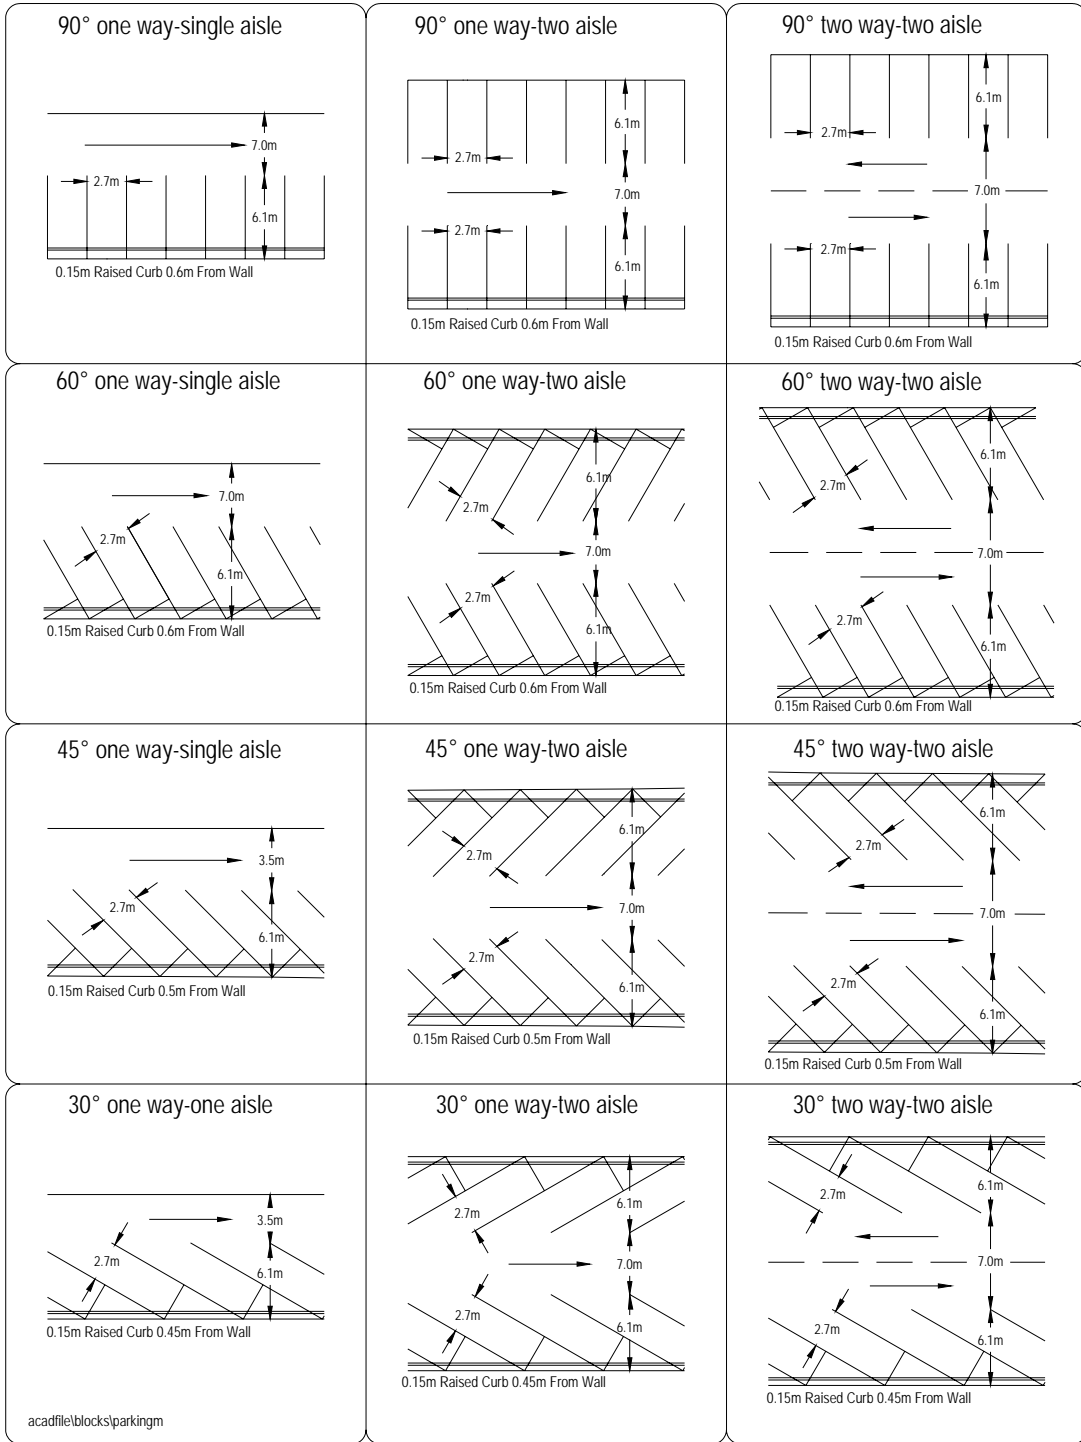 90° one way-single aisle
7.0m
2.7m
6.1m
0.15m Raised Curb 0.6m From Wall
90° one way-two aisle
6.1m
2.7m
7.0m
2.7m
6.1m
0.15m Raised Curb 0.6m From Wall
90° two way-two aisle
6.1m
2.7m
7.0m
2.7m
6.1m
0.15m Raised Curb 0.6m From Wall
60° one way-single aisle
7.0m
2.7m
6.1m
0.15m Raised Curb 0.6m From Wall
60° one way-two aisle
6.1m
2.7m
7.0m
2.7m
6.1m
0.15m Raised Curb 0.6m From Wall
60° two way-two aisle
6.1m
2.7m
7.0m
2.7m
6.1m
0.15m Raised Curb 0.6m From Wall
45° one way-single aisle
3.5m
2.7m
6.1m
0.15m Raised Curb 0.5m From Wall
45° one way-two aisle
6.1m
2.7m
7.0m
2.7m
6.1m
0.15m Raised Curb 0.5m From Wall
45° two way-two aisle
6.1m
2.7m
7.0m
2.7m
6.1m
0.15m Raised Curb 0.5m From Wall
30° one way-one aisle
3.5m
2.7m
6.1m
0.15m Raised Curb 0.45m From Wall
30° one way-two aisle
6.1m
2.7m
7.0m
2.7m
6.1m
0.15m Raised Curb 0.45m From Wall
30° two way-two aisle
6.1m
2.7m
7.0m
2.7m
6.1m
0.15m Raised Curb 0.45m From Wall
acadfile\blocks\parkingm